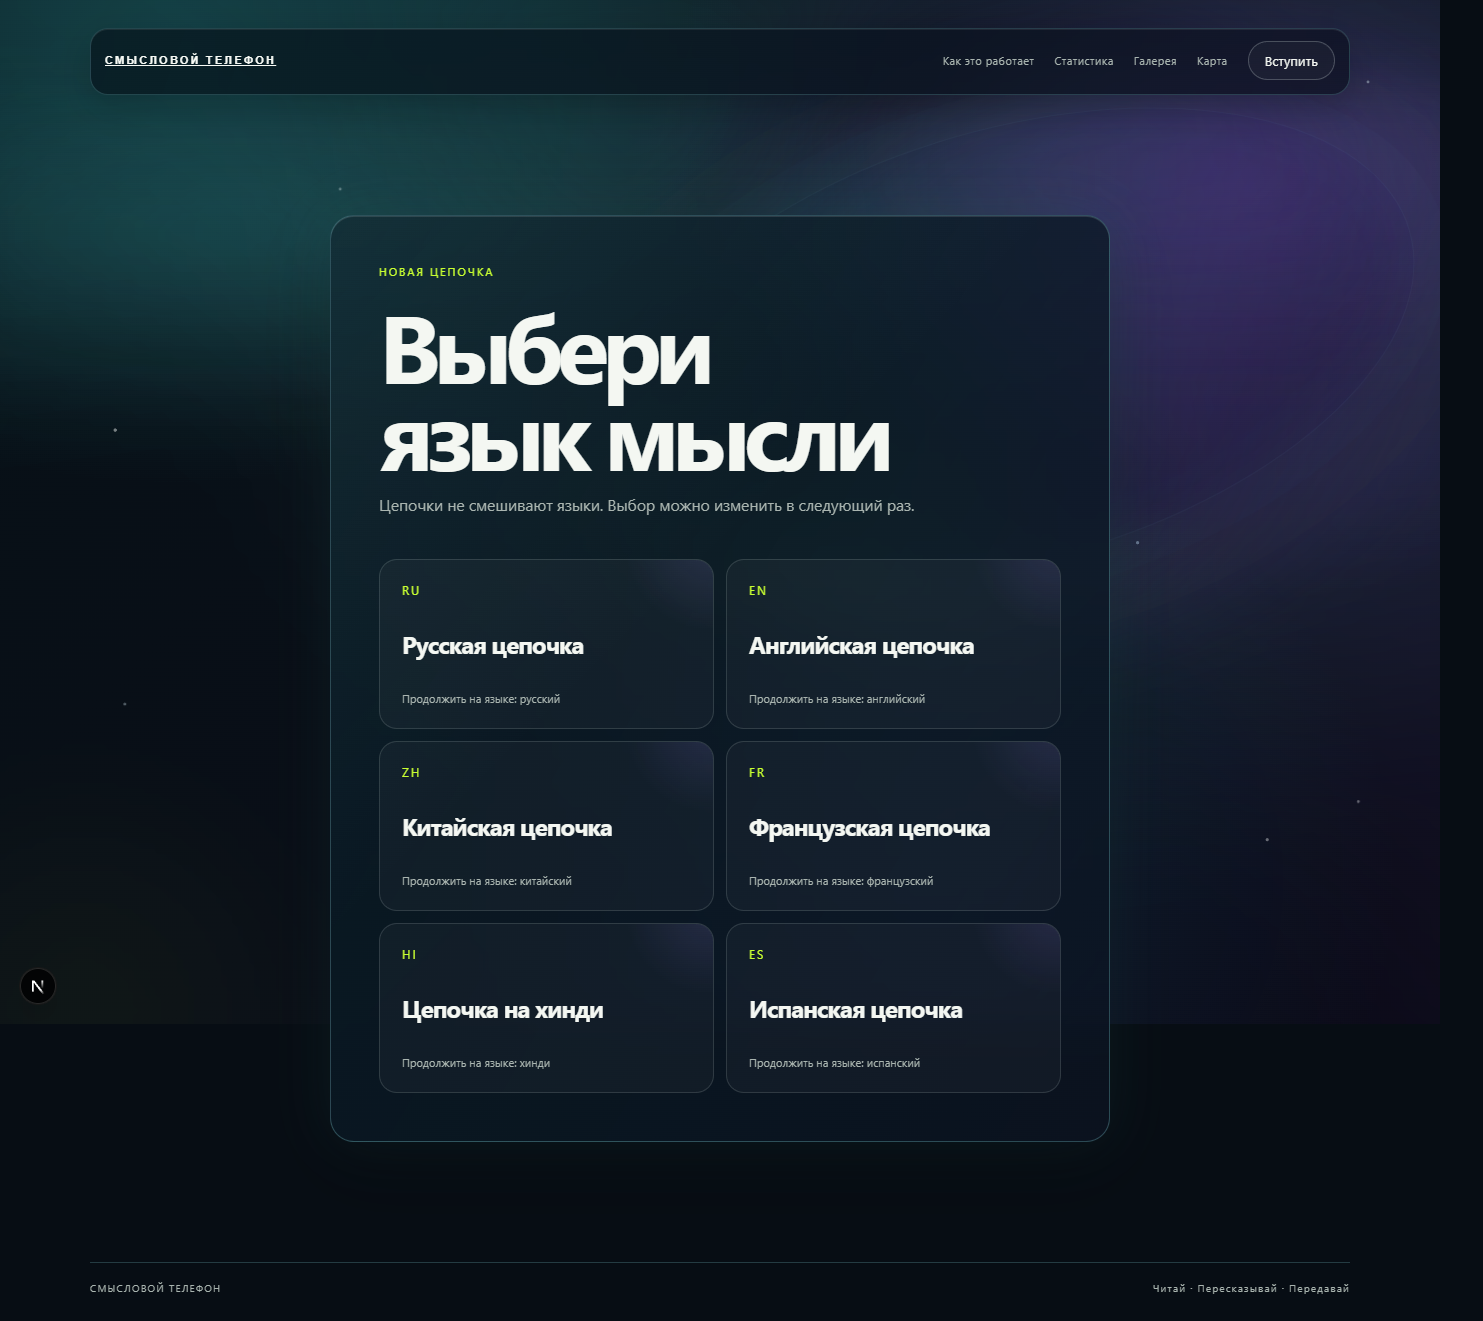 СМЫСЛОВОЙ ТЕЛЕФОН
Как это работает
Статистика
Галерея
Карта
Вступить
НОВАЯ ЦЕПОЧКА
Выбери
язык мысли
Цепочки не смешивают языки. Выбор можно изменить в следующий раз.
RU
Русская цепочка
Продолжить на языке: русский
EN
Английская цепочка
Продолжить на языке: английский
ZH
Китайская цепочка
Продолжить на языке: китайский
FR
Французская цепочка
Продолжить на языке: французский
HI
Цепочка на хинди
Продолжить на языке: хинди
ES
Испанская цепочка
Продолжить на языке: испанский
N
СМЫСЛОВОЙ ТЕЛЕФОН
Читай · Пересказывай · Передавай